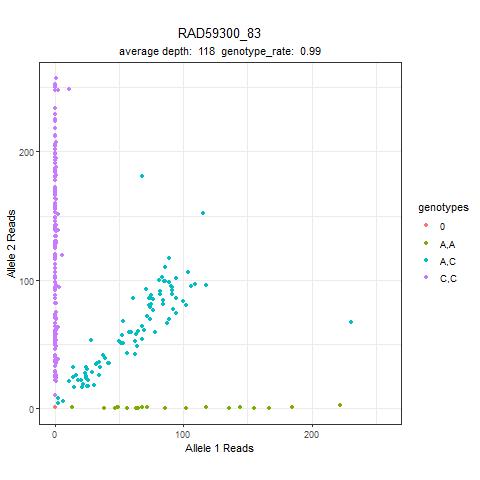 RAD59300_83
average depth: 118 genotype_rate: 0.99
200
100
0
0
100
200
Allele 2 Reads
Allele 1 Reads
genotypes
0
A,A
A,C
C,C